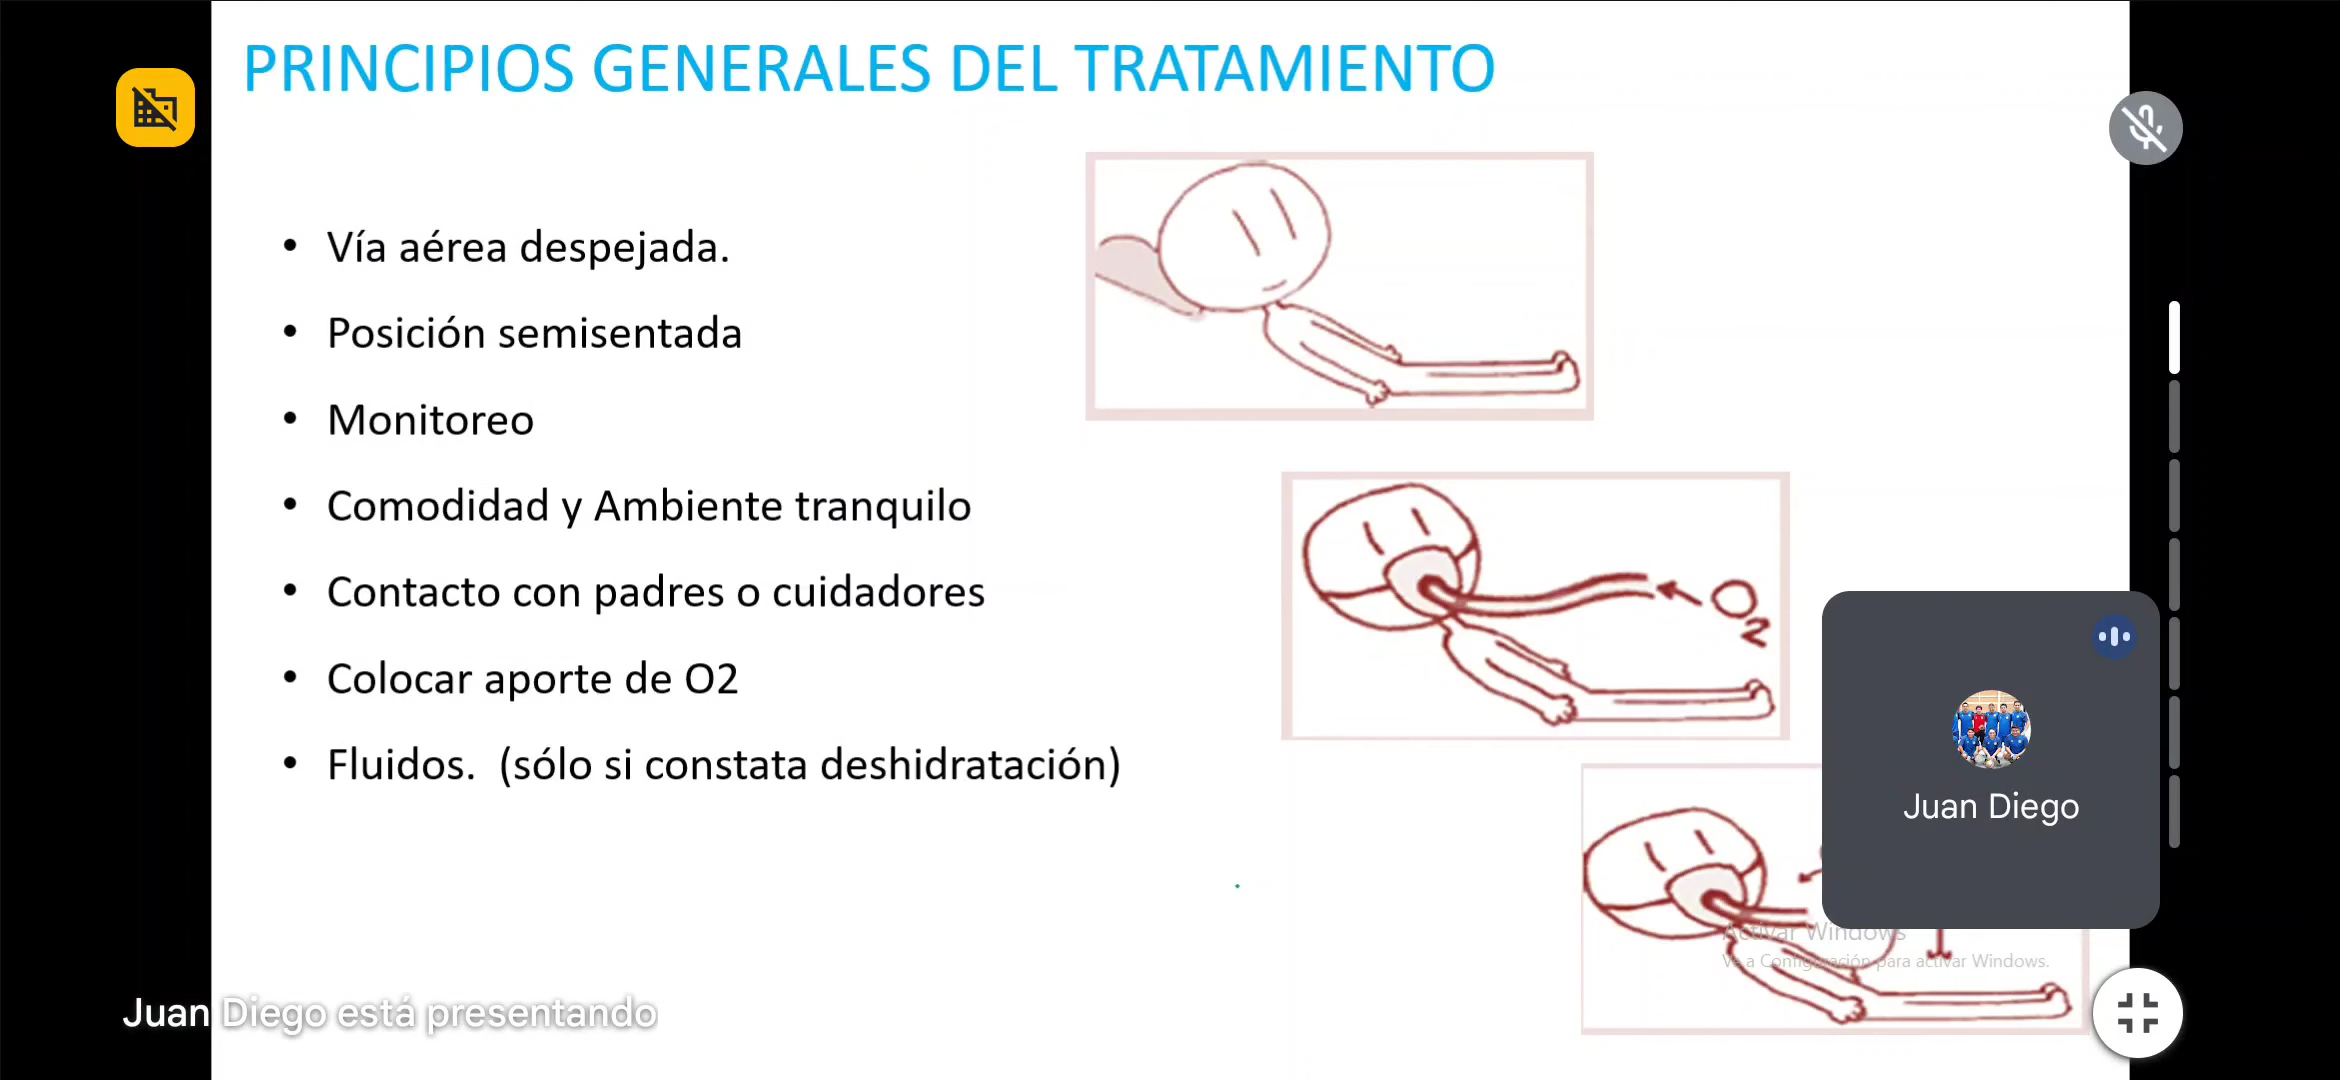 PRINCIPIOS GENERALES DEL TRATAMIENTO
• Vía aérea despejada.
• Posición semisentada
• Monitoreo
• Comodidad y Ambiente tranquilo
• Contacto con padres o cuidadores
• Colocar aporte de O2
• Fluidos. (sólo si constata deshidratación)
O2
Juan Diego
Activar Windows
Ve a Configuración para activar Windows.
Juan Diego está presentando